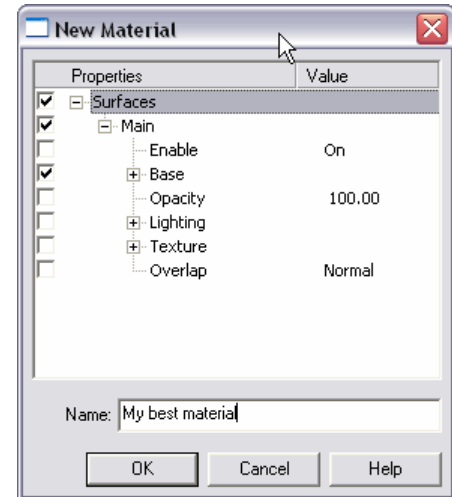 New Material
Properties Value
Surfaces
Main
Enable On
Base
Opacity 100.00
Lighting
Texture
Overlap Normal
Name: My best material
OK Cancel Help